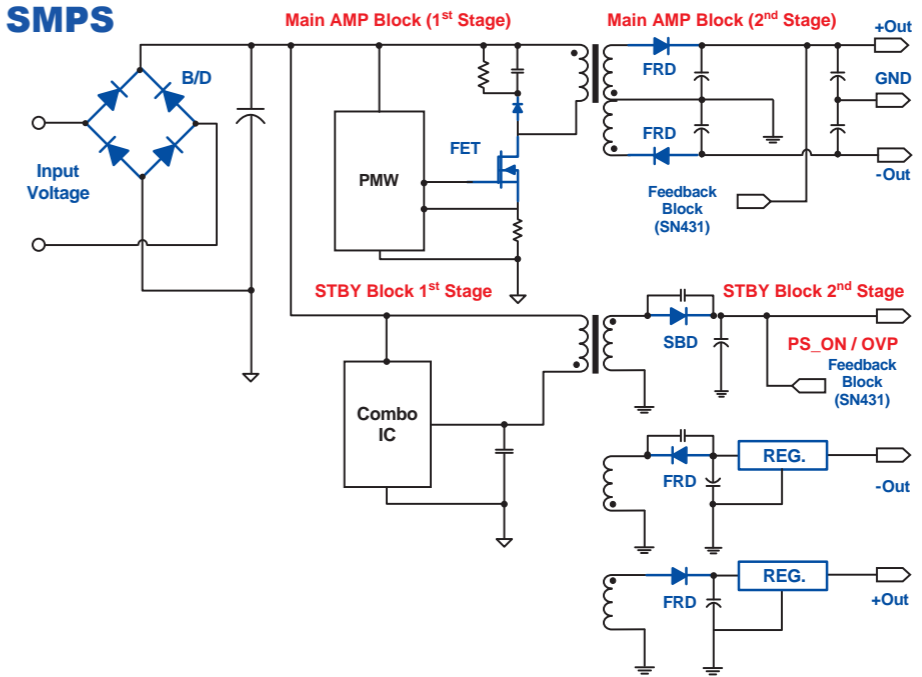 SMPS
Main AMP Block (1st Stage)
Main AMP Block (2nd Stage)
+Out
B/D
FRD
GND
Input
Voltage
FET
PMW
FRD
-Out
Feedback
Block
(SN431)
STBY Block 1st Stage
STBY Block 2nd Stage
SBD
PS_ON / OVP
Feedback
Block
(SN431)
Combo
IC
FRD
REG.
-Out
FRD
REG.
+Out